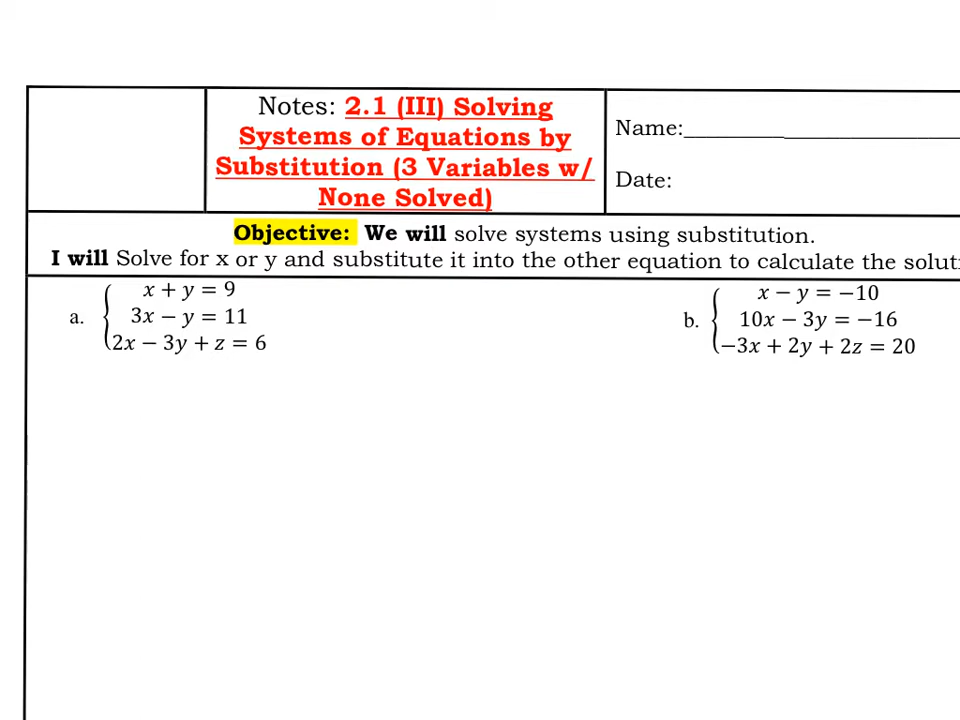 Notes: 2.1 (III) Solving
Systems of Equations by
Substitution (3 Variables w/
None Solved)
Name:
Date:
Objective: We will solve systems using substitution.
I will Solve for x or y and substitute it into the other equation to calculate the
a. x + y = 9
3x − y = 11
2x − 3y + z = 6
b. x − y = −10
10x − 3y = −16
−3x + 2y + 2z = 20